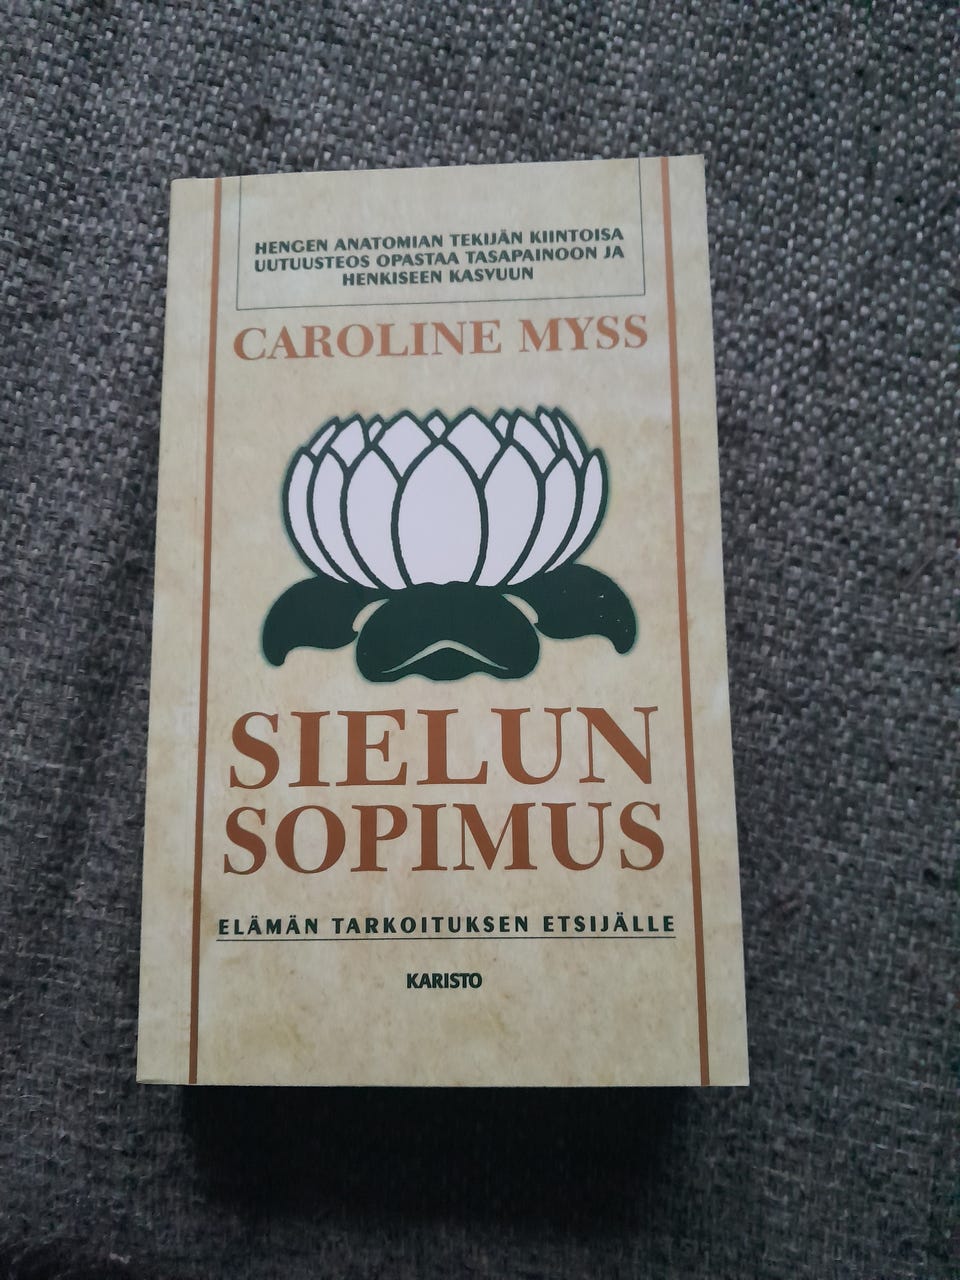 HENGEN ANATOMIAN TEKIJÄN KIINTOISA
UUTUUSTEOS OPASTAA TASAPAINOON JA
HENKISEEN KASVUUN
CAROLINE MYSS
SIELUN
SOPIMUS
ELÄMÄN TARKOITUKSEN ETSIJÄLLE
KARISTO